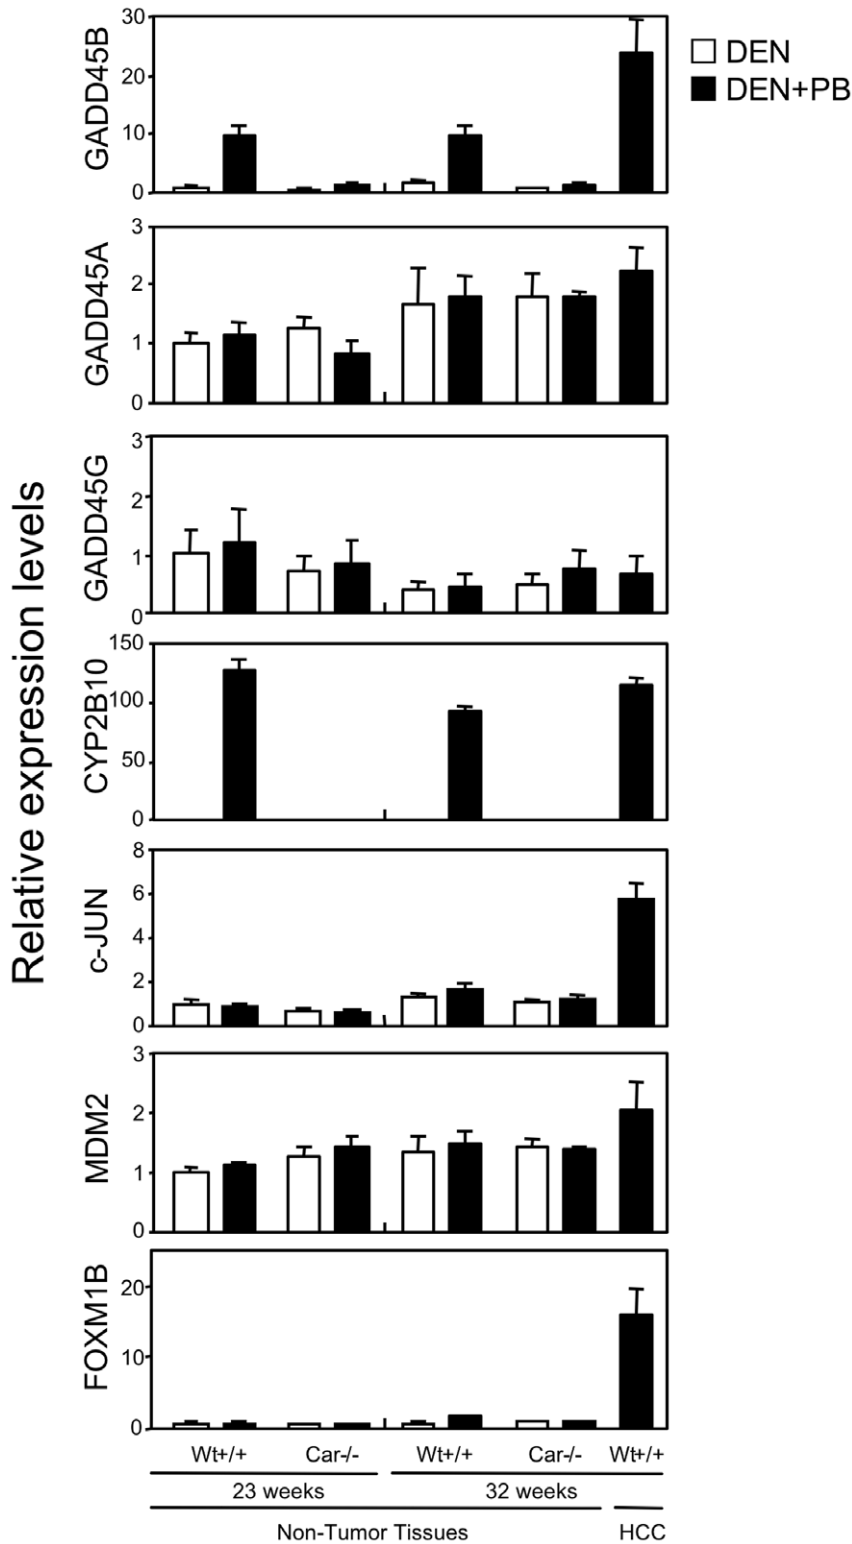 DEN
DEN+PB
Relative expression levels
GADD45B
30
20
10
0
GADD45A
3
2
1
0
GADD45G
3
2
1
0
CYP2B10
150
100
50
0
c-JUN
8
6
4
2
0
MDM2
3
2
1
0
FOXM1B
20
10
0
Wt+/+ Car-/- Wt+/+ Car-/- Wt+/+
23 weeks 32 weeks
Non-Tumor Tissues HCC